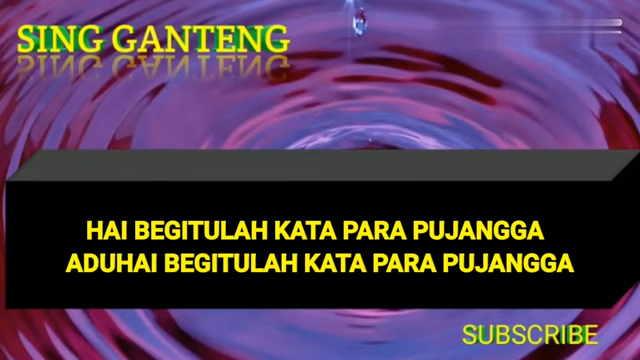 SING GANTENG
HAI BEGITULAH KATA PARA PUJANGGA
ADUHAI BEGITULAH KATA PARA PUJANGGA
SUBSCRIBE